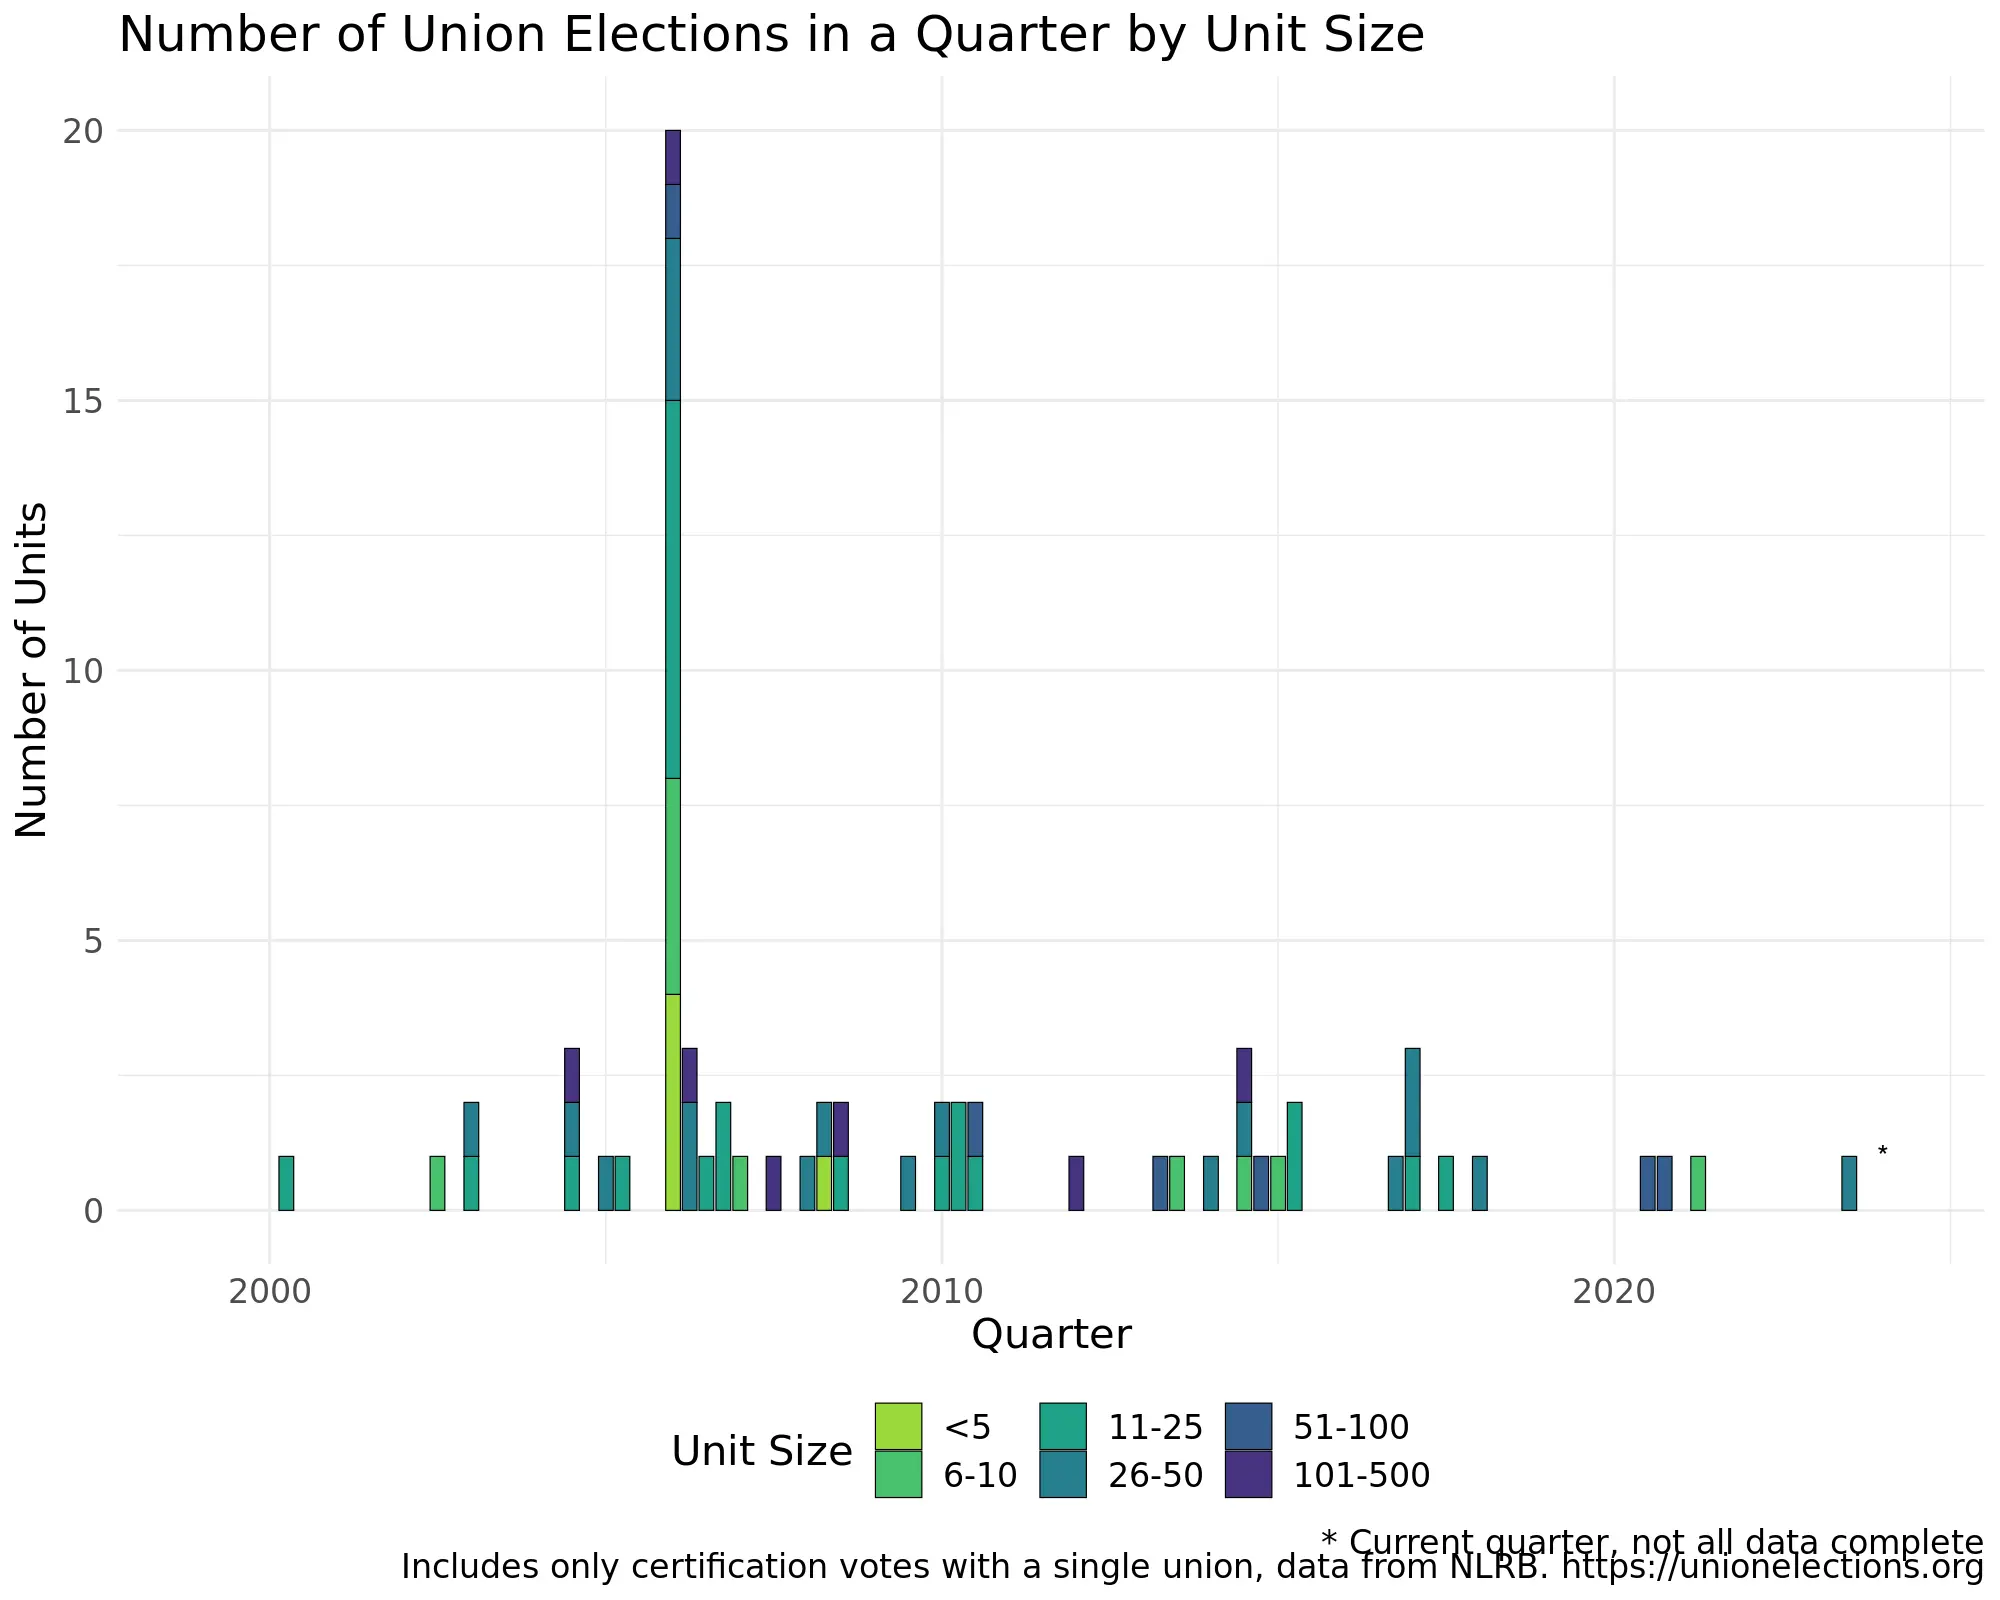 Number of Union Elections in a Quarter by Unit Size
Number of Units
20
15
10
5
0
2000 2010 2020
Quarter
Unit Size
<5 11-25 51-100
6-10 26-50 101-500
*
* Current quarter, not all data complete
Includes only certification votes with a single union, data from NLRB. https://unionelections.org